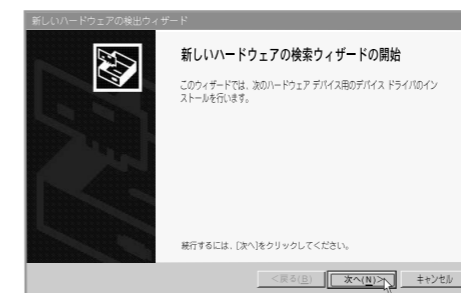 新しいハードウェアの検出ウィザード
新しいハードウェアの検索ウィザードの開始
このウィザードでは、次のハードウェア デバイス用のデバイス ドライバのイン
ストールを行います。
続行するには、[次へ]をクリックしてください。
<戻る(B) 次へ(N)> キャンセル